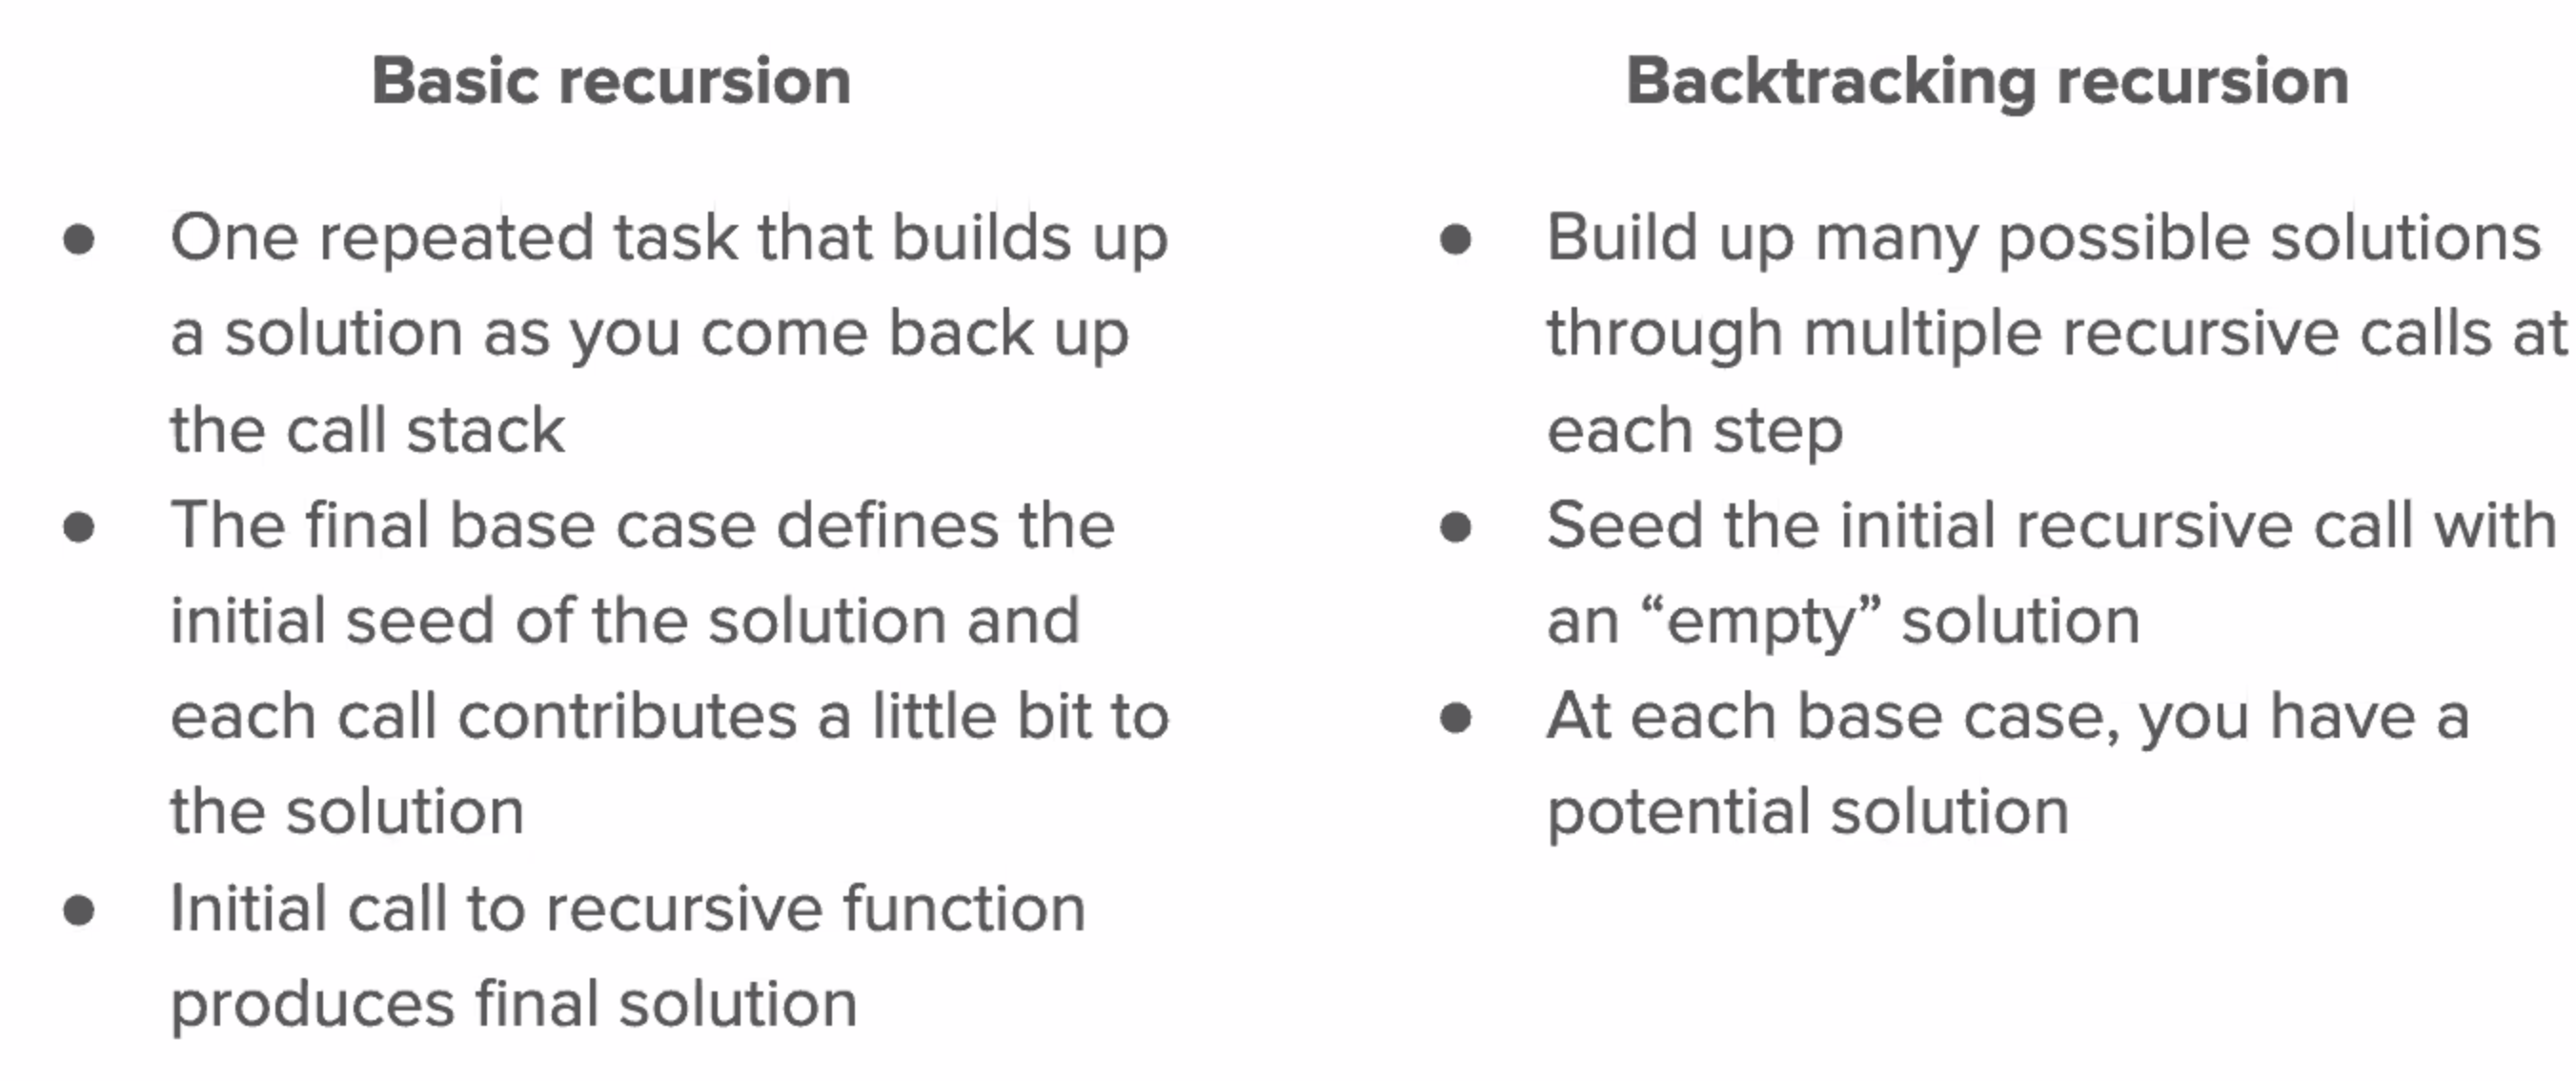 Basic recursion
● One repeated task that builds up
a solution as you come back up
the call stack
● The final base case defines the
initial seed of the solution and
each call contributes a little bit to
the solution
● Initial call to recursive function
produces final solution
Backtracking recursion
● Build up many possible solutions
through multiple recursive calls at
each step
● Seed the initial recursive call with
an “empty” solution
● At each base case, you have a
potential solution